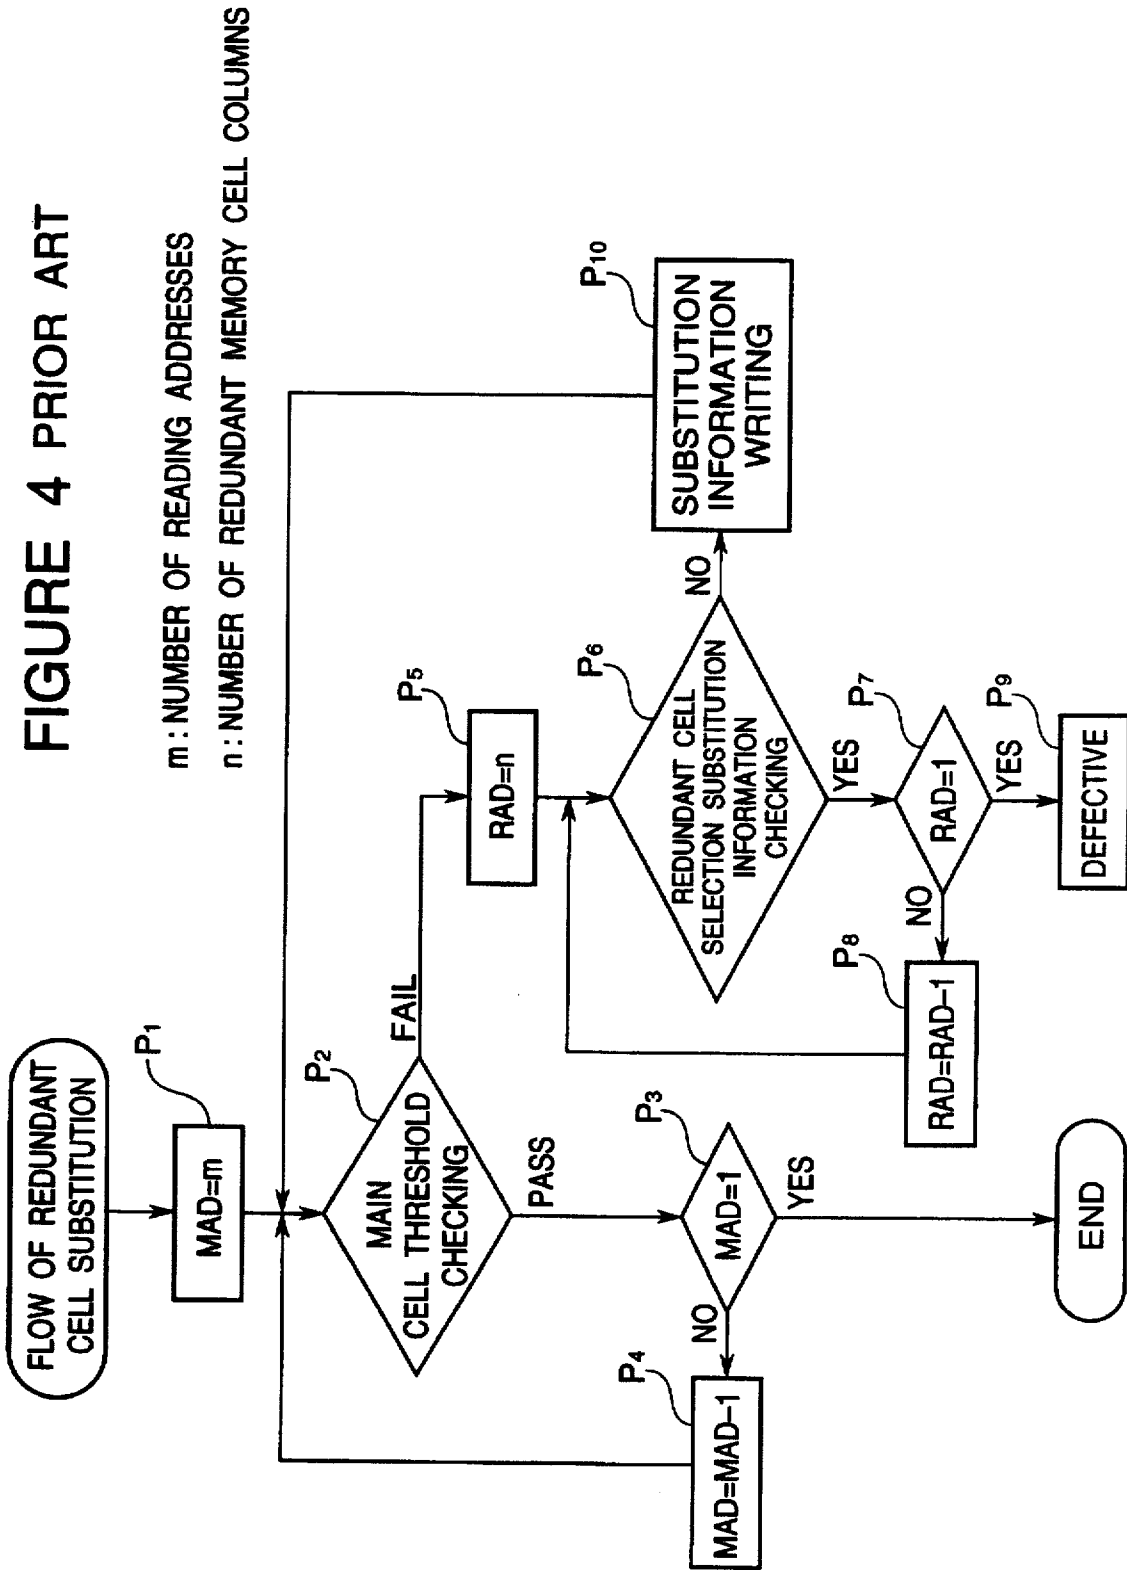 FIGURE 4 PRIOR ART
m : NUMBER OF READING ADDRESSES
n : NUMBER OF REDUNDANT MEMORY CELL COLUMNS
FLOW OF REDUNDANT
CELL SUBSTITUTION
P1
MAD=m
P2
MAIN
CELL THRESHOLD
CHECKING
FAIL
PASS
P3
MAD=1
NO
YES
P4
MAD=MAD-1
END
P5
RAD=n
P6
REDUNDANT CELL
SELECTION SUBSTITUTION
INFORMATION
CHECKING
NO
YES
P7
RAD=1
NO
YES
P8
RAD=RAD-1
P9
DEFECTIVE
P10
SUBSTITUTION
INFORMATION
WRITING